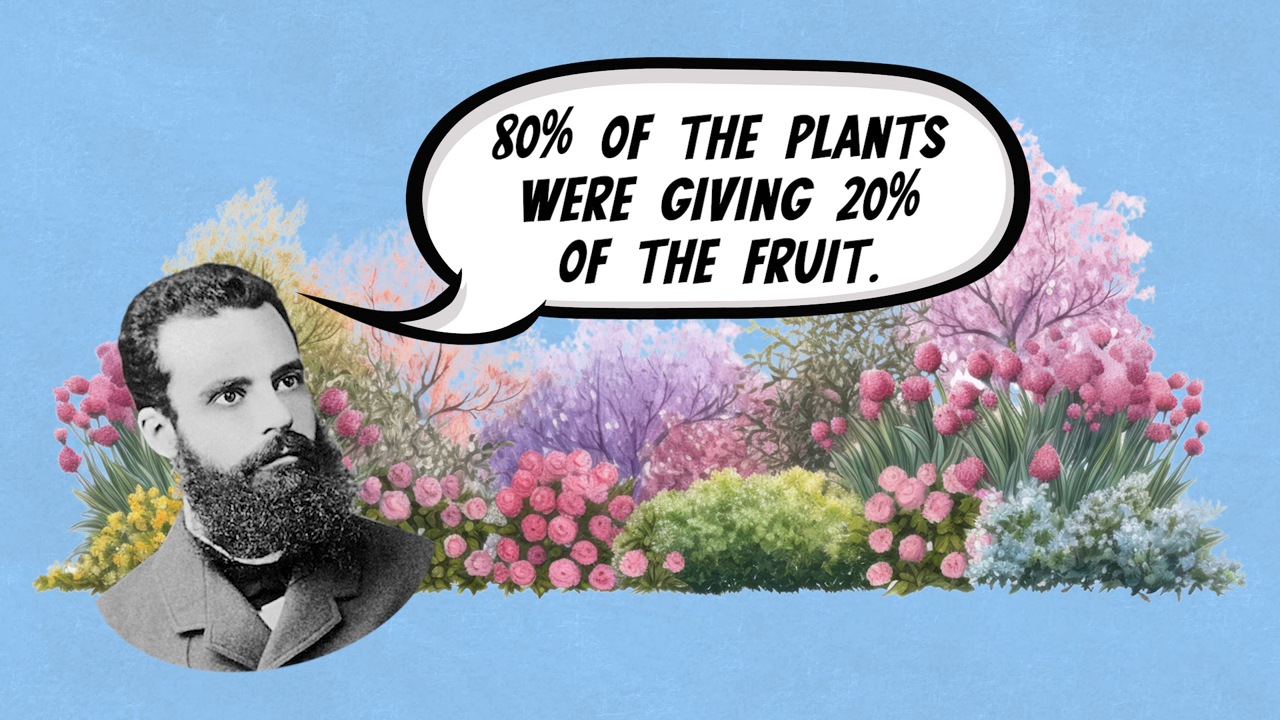 80% OF THE PLANTS
WERE GIVING 20%
OF THE FRUIT.